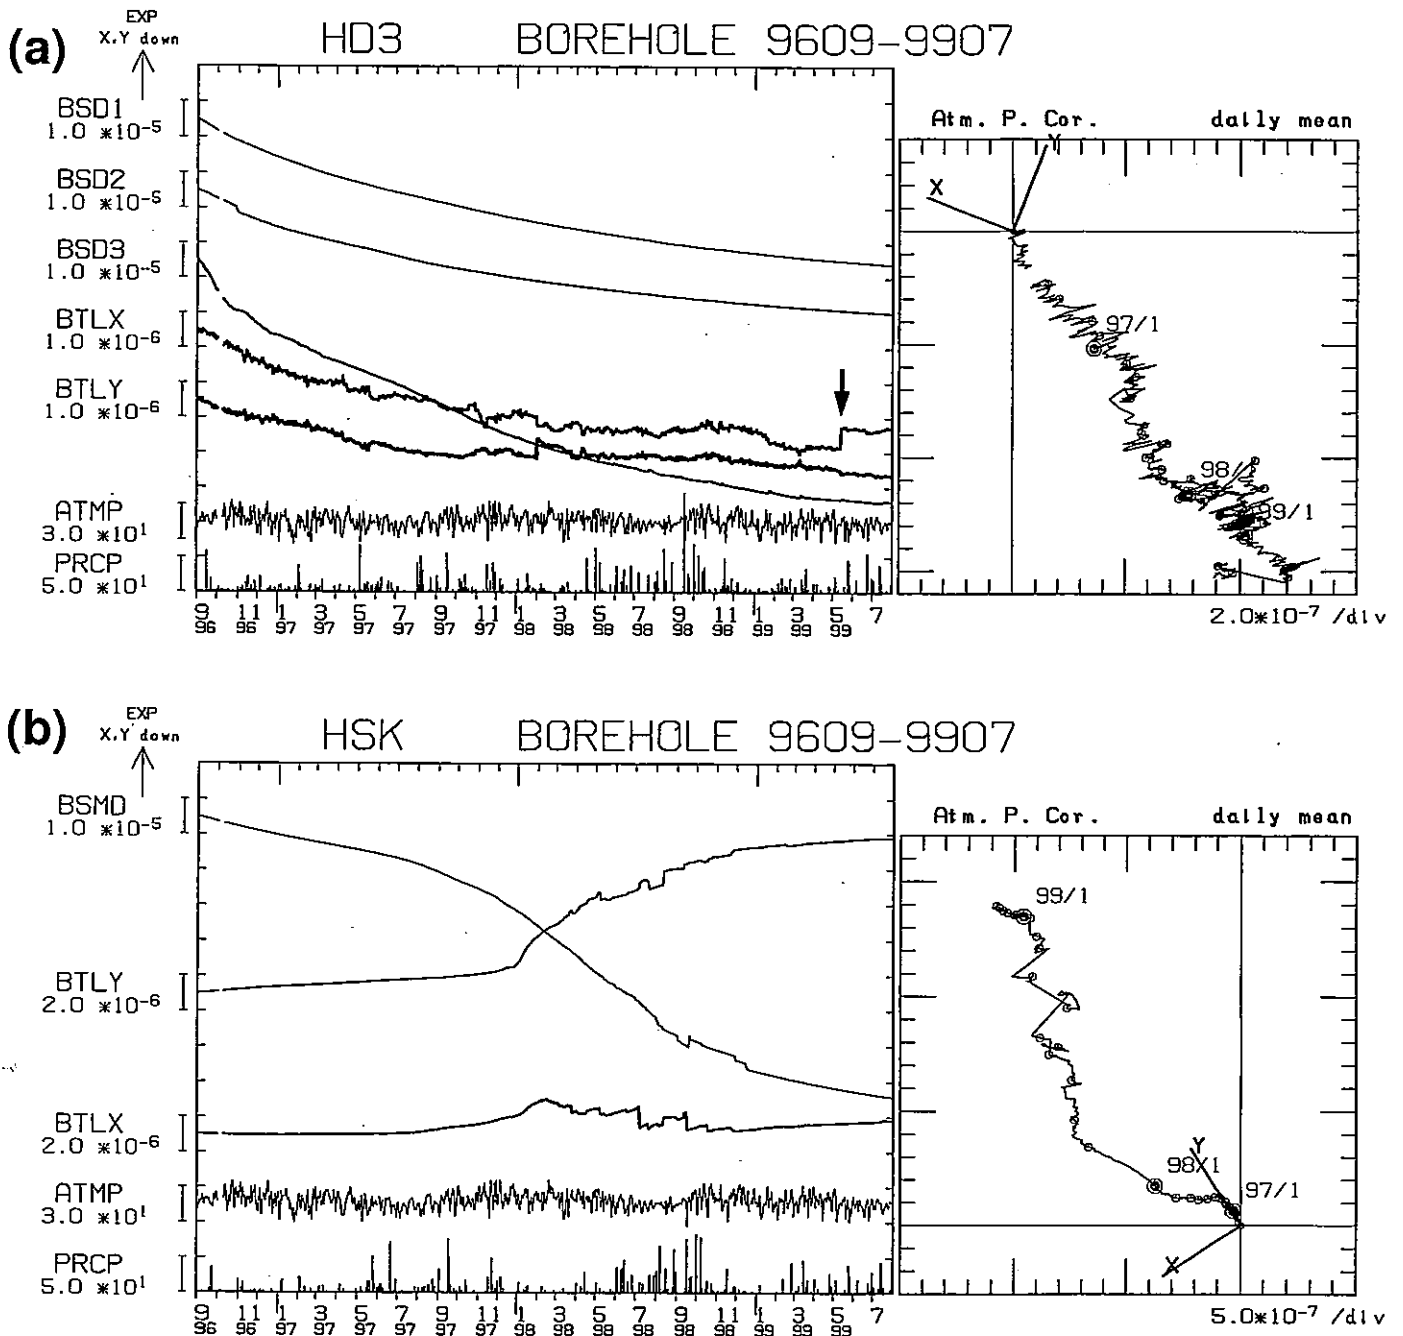 (a)
EXP
X,Y down
HD3 BOREHOLE 9609-9907
BSD1
1.0 *10-5
BSD2
1.0 *10-5
BSD3
1.0 *10-5
BTLX
1.0 *10-6
BTLY
1.0 *10-6
ATMP
3.0 *10¹
PRCP
5.0 *10¹
9 11 1 3 5 7 9 11 1 3 5 7 9 11 1 3 5 7
96 96 97 97 97 97 97 97 98 98 98 98 98 98 99 99 99
Atm. P. Cor. daily mean
Y
X
97/1
98/
99/1
2.0*10-7 /div
(b)
EXP
X,Y down
HSK BOREHOLE 9609-9907
BSMD
1.0 *10-5
BTLY
2.0 *10-6
BTLX
2.0 *10-6
ATMP
3.0 *10¹
PRCP
5.0 *10¹
9 11 1 3 5 7 9 11 1 3 5 7 9 11 1 3 5 7
96 96 97 97 97 97 97 97 98 98 98 98 98 98 99 99 99
Atm. P. Cor. daily mean
99/1
Y
98/1
97/1
X
5.0*10-7 /div